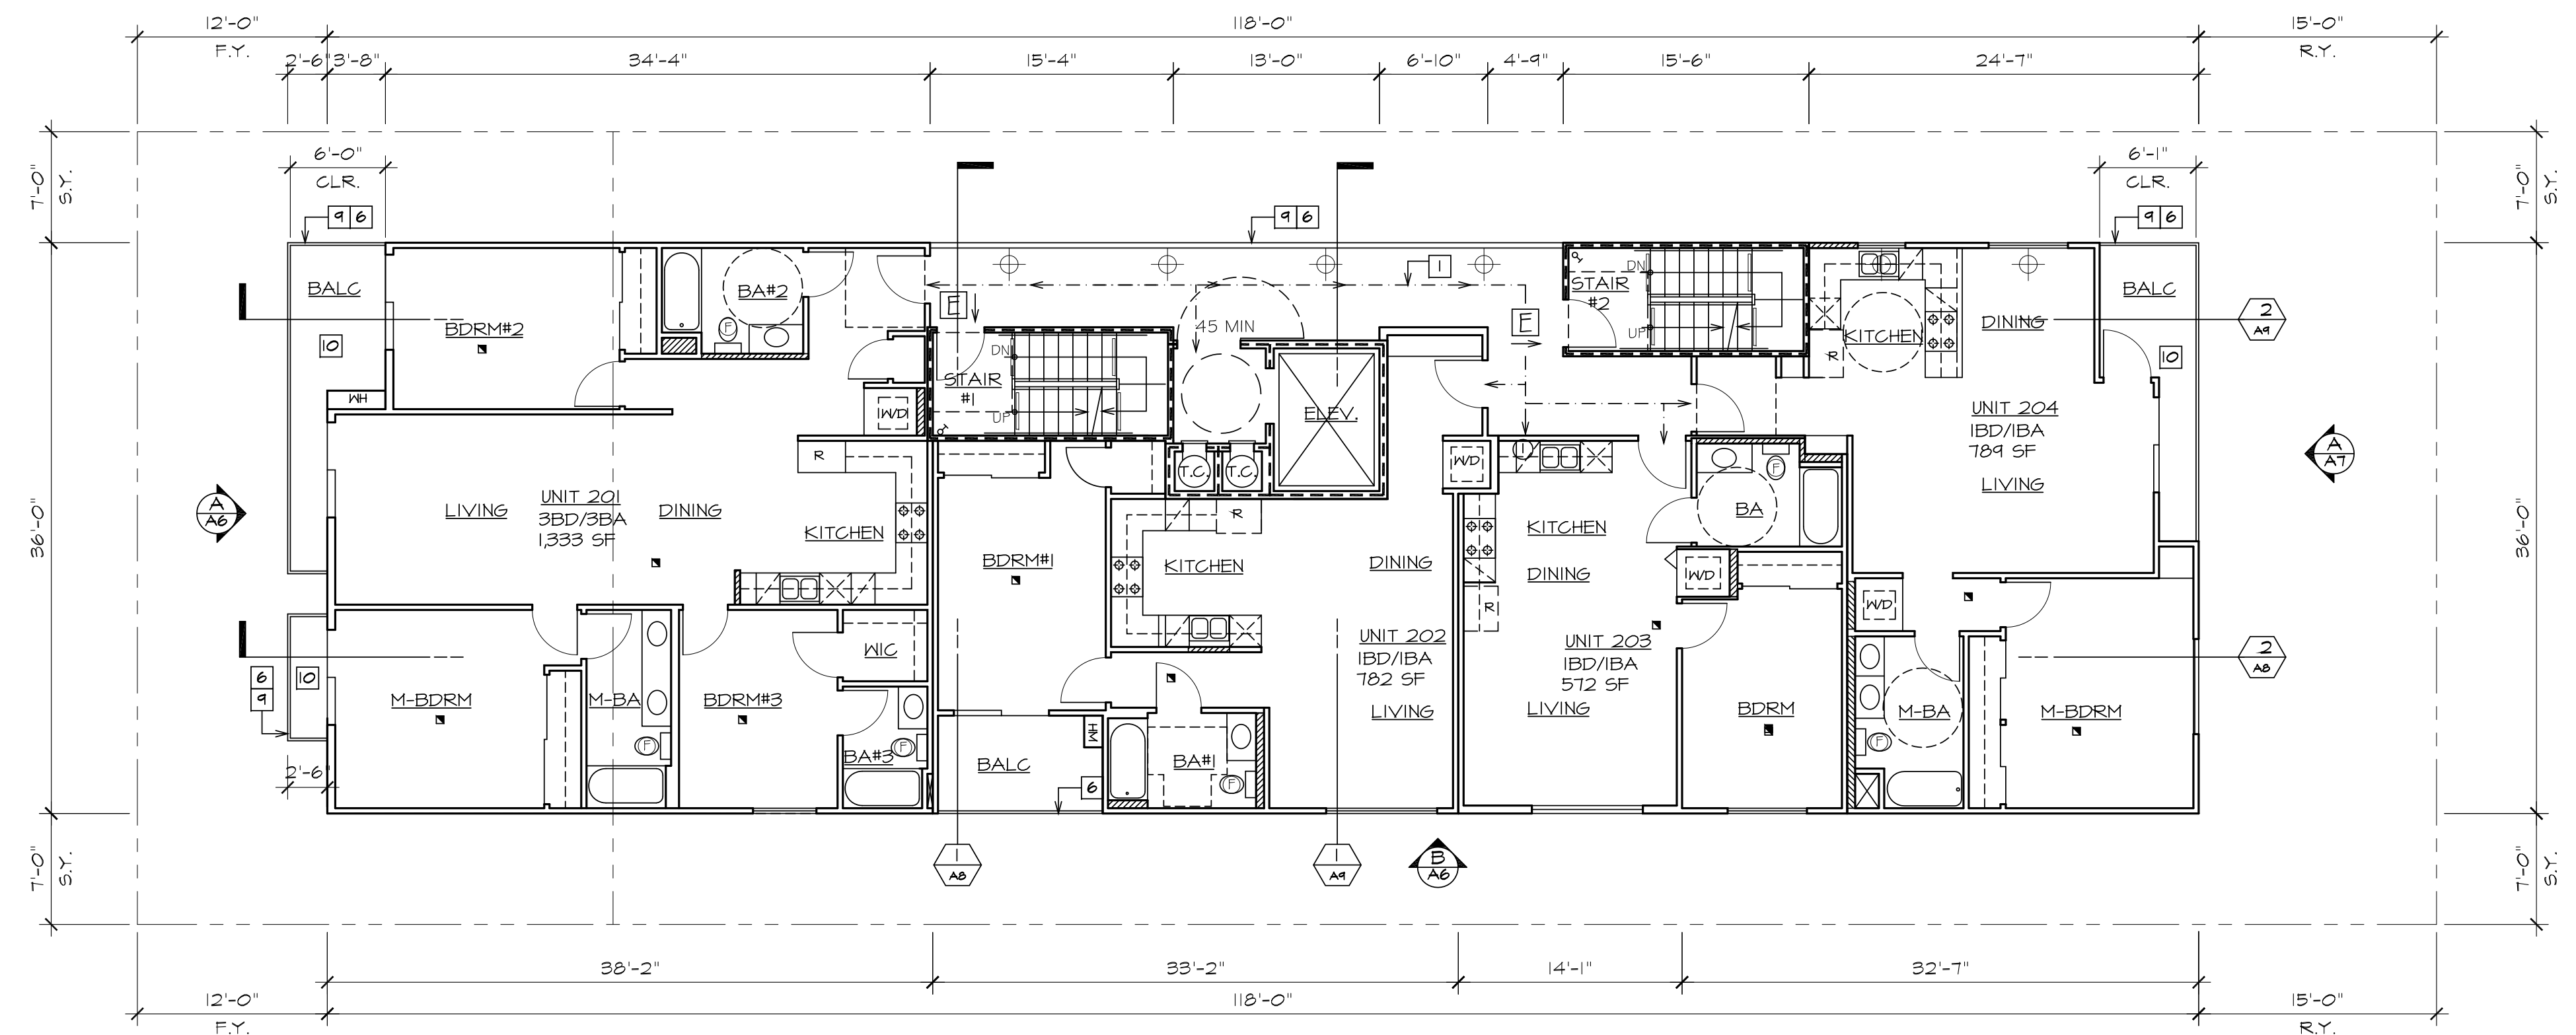 12'-0"
118'-0"
15'-0"
F.Y.
R.Y.
2'-6"
3'-8"
34'-4"
15'-4"
13'-0"
6'-10"
4'-9"
15'-6"
24'-7"
7'-0"
S.Y.
6'-0"
CLR.
6'-1"
CLR.
7'-0"
S.Y.
9 6
9 6
9 6
BALC
BDRM#2
BA#2
F
E
1
45 MIN
E
STAIR
#2
DN
UP
KITCHEN
R
DINING
BALC
2
A9
10
10
WH
W/D
STAIR
#1
DN
UP
ELEV.
T.C.
T.C.
W/D
UNIT 204
1BD/1BA
789 SF
LIVING
A
A7
A
A6
36'-0"
36'-0"
LIVING
UNIT 201
3BD/3BA
1,333 SF
DINING
R
KITCHEN
BDRM#1
R
KITCHEN
DINING
KITCHEN
DINING
R
BA
F
W/D
W/D
UNIT 202
1BD/1BA
782 SF
LIVING
UNIT 203
1BD/1BA
572 SF
LIVING
2
A8
6
9
10
M-BDRM
M-BA
F
BDRM#3
WIC
BA#3
F
BALC
WH
6
BA#1
F
BDRM
M-BA
F
M-BDRM
2'-6"
7'-0"
S.Y.
7'-0"
S.Y.
1
A8
1
A9
B
A6
38'-2"
33'-2"
14'-1"
32'-7"
12'-0"
118'-0"
15'-0"
F.Y.
R.Y.